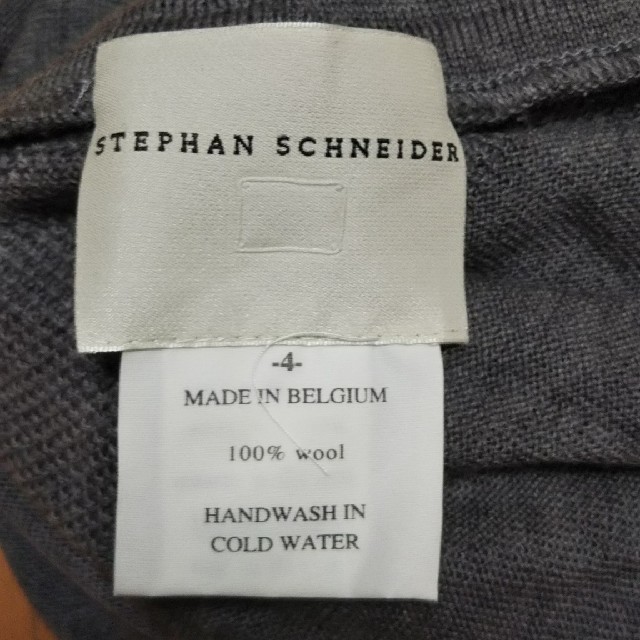 STEPHAN SCHNEIDER
-4-
MADE IN BELGIUM
100% wool
HANDWASH IN
COLD WATER